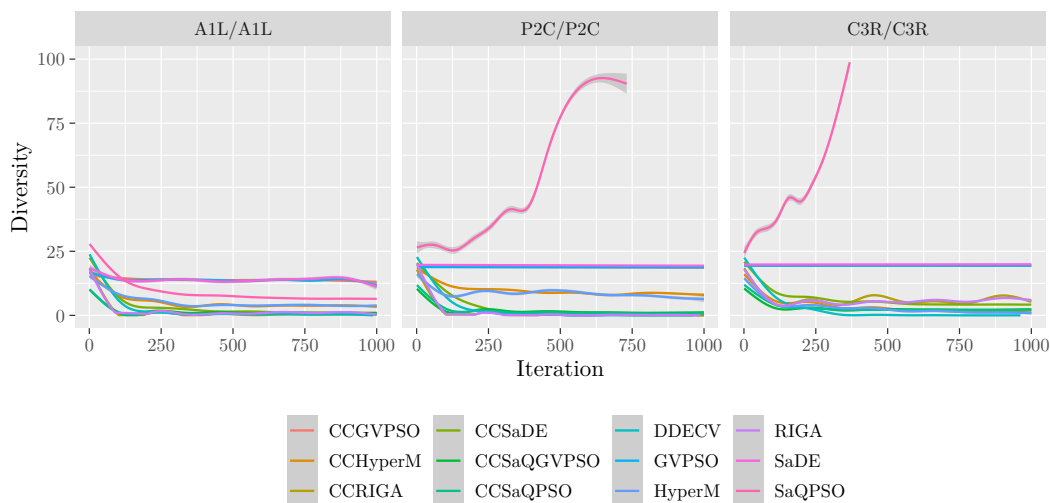 A1L/A1L P2C/P2C C3R/C3R
100
75
50
25
0
Diversity
0 250 500 750 1000 0 250 500 750 1000 0 250 500 750 1000
Iteration
CCGVPSO CCSaDE DDECV RIGA
CCHyperM CCSaQGVPSO GVPSO SaDE
CCRIGA CCSaQPSO HyperM SaQPSO